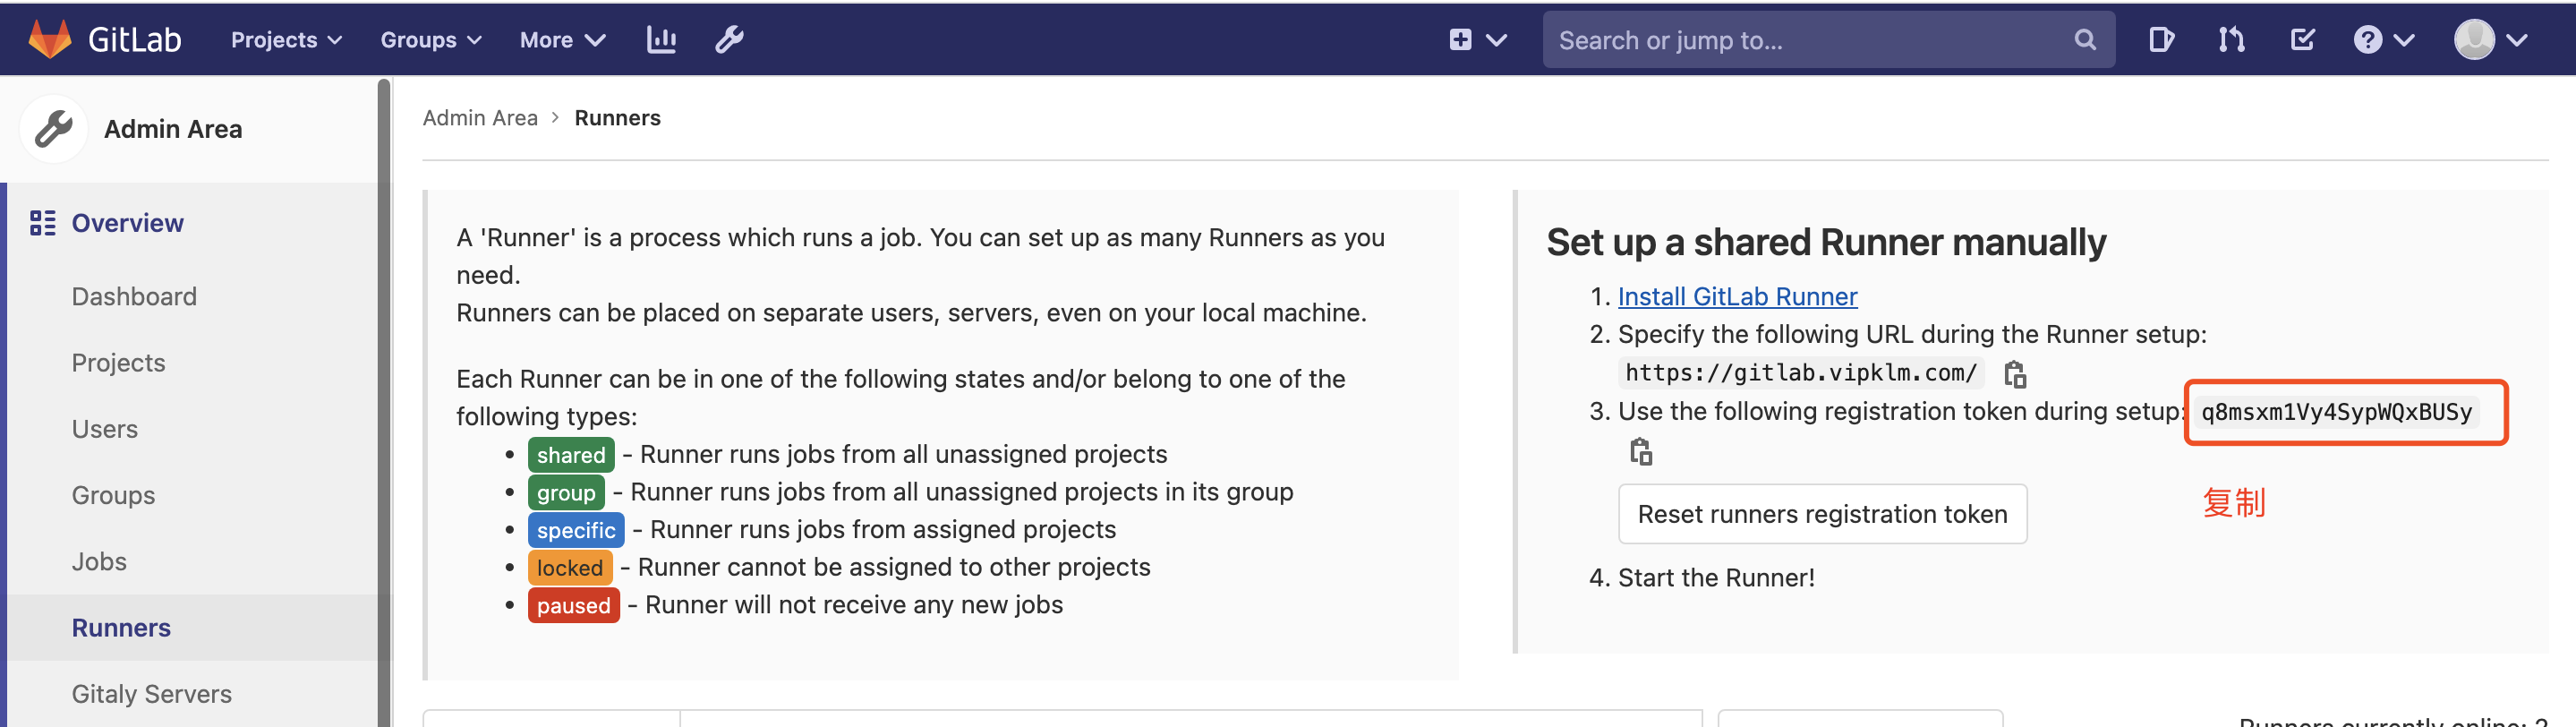 GitLab Projects Groups More Search or jump to...
Admin Area
Overview
Dashboard
Projects
Users
Groups
Jobs
Runners
Gitaly Servers
Admin Area > Runners
A 'Runner' is a process which runs a job. You can set up as many Runners as you
need.
Runners can be placed on separate users, servers, even on your local machine.
Each Runner can be in one of the following states and/or belong to one of the
following types:
• shared - Runner runs jobs from all unassigned projects
• group - Runner runs jobs from all unassigned projects in its group
• specific - Runner runs jobs from assigned projects
• locked - Runner cannot be assigned to other projects
• paused - Runner will not receive any new jobs
Set up a shared Runner manually
1. Install GitLab Runner
2. Specify the following URL during the Runner setup:
https://gitlab.vipklm.com/
3. Use the following registration token during setup: q8msxm1Vy4SypWQxBUSy
复制
Reset runners registration token
4. Start the Runner!
Runners currently online: